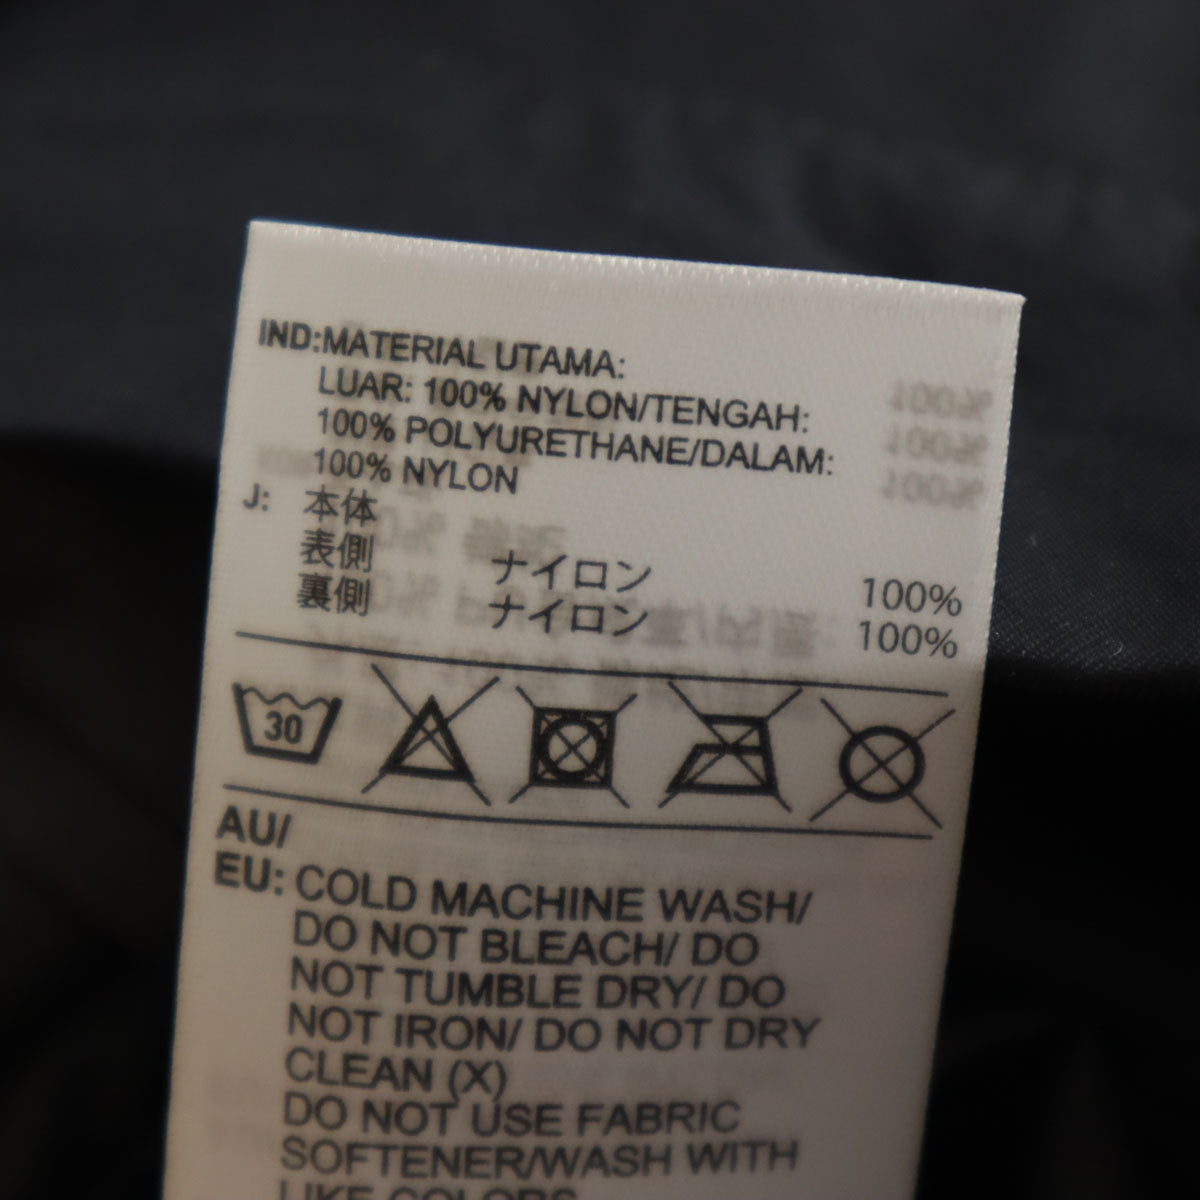 IND:MATERIAL UTAMA:
LUAR: 100% NYLON/TENGAH:
100% POLYURETHANE/DALAM:
100% NYLON
J: 本体
表側 ナイロン 100%
裏側 ナイロン 100%
30
AU/
EU: COLD MACHINE WASH/
DO NOT BLEACH/ DO
NOT TUMBLE DRY/ DO
NOT IRON/ DO NOT DRY
CLEAN (X)
DO NOT USE FABRIC
SOFTENER/WASH WITH
LIKE COLORS